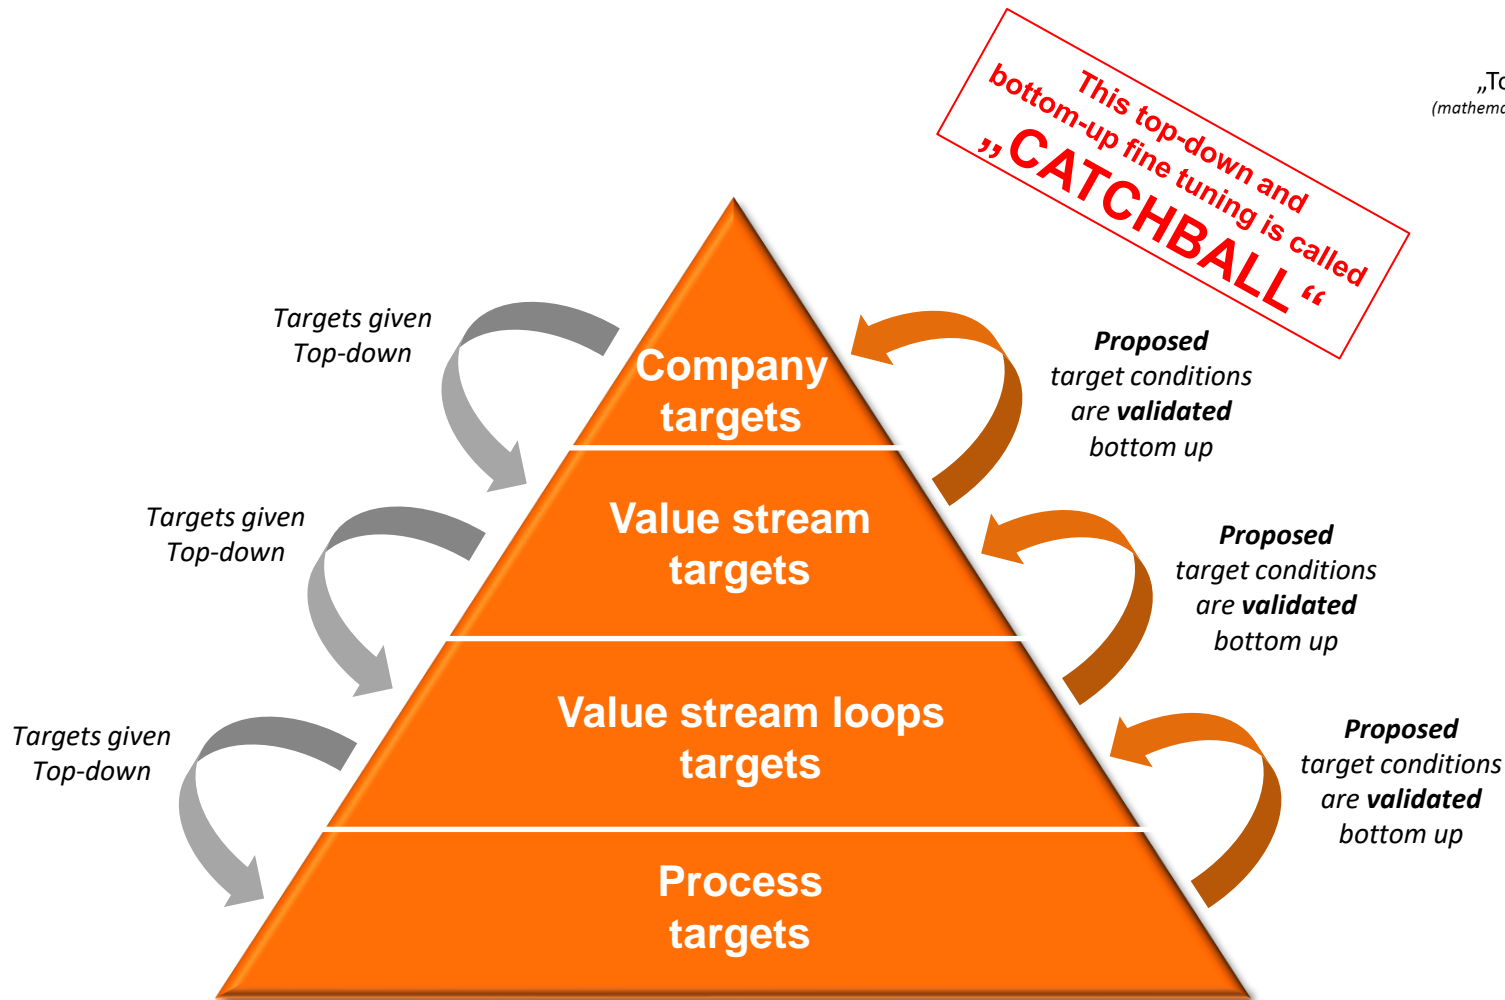 This top-down and
bottom-up fine tuning is called
„CATCHBALL“
Targets given
Top-down
Company
targets
Proposed
target conditions
are validated
bottom up
Targets given
Top-down
Value stream
targets
Proposed
target conditions
are validated
bottom up
Targets given
Top-down
Value stream loops
targets
Proposed
target conditions
are validated
bottom up
Process
targets